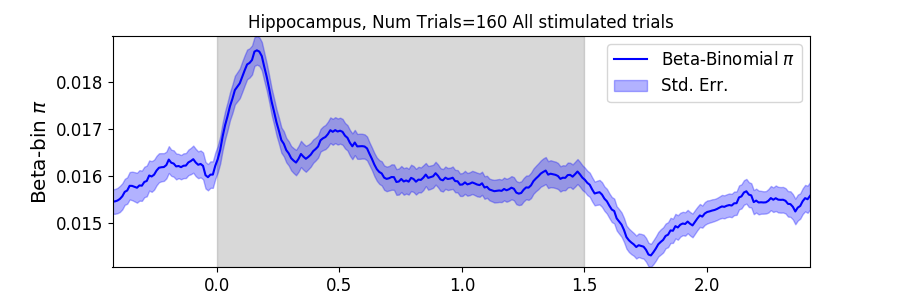 Hippocampus, Num Trials=160 All stimulated trials
Beta-Binomial π
Std. Err.
Beta-bin π
0.018
0.017
0.016
0.015
0.0 0.5 1.0 1.5 2.0